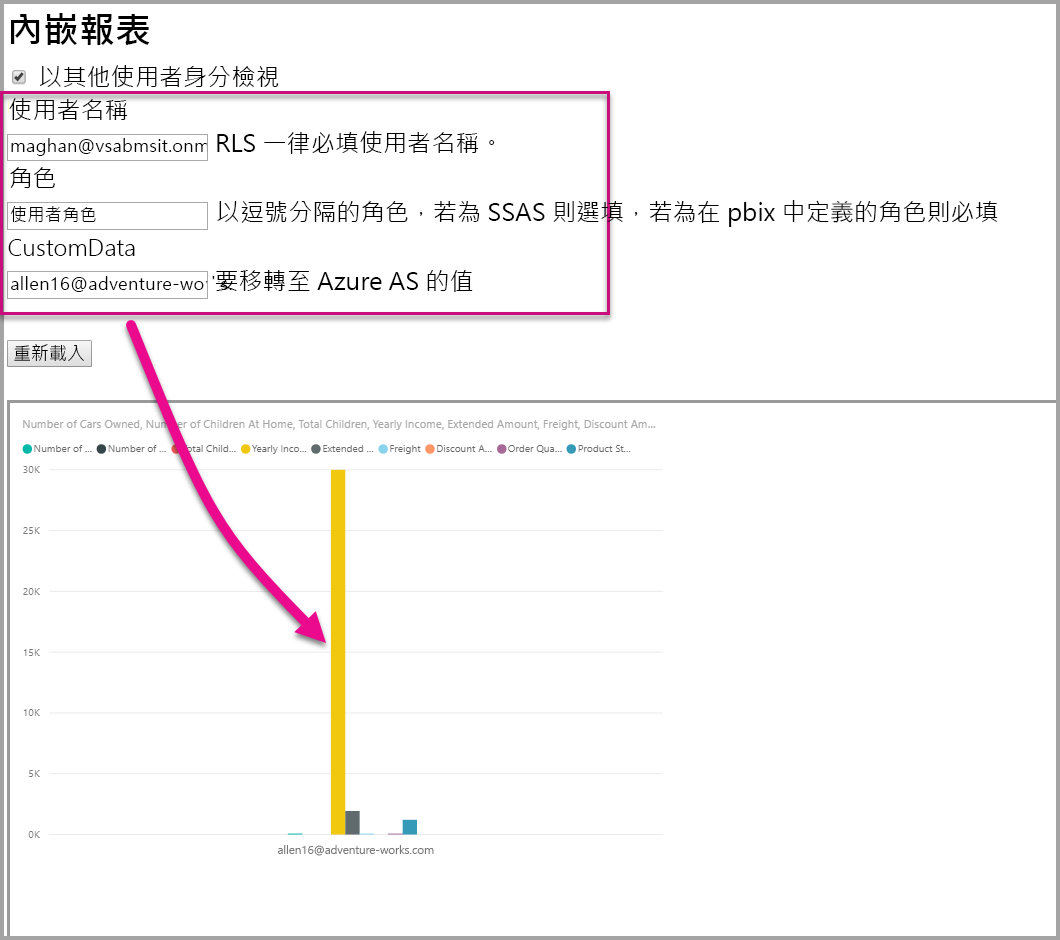 內嵌報表
以其他使用者身分檢視
使用者名稱
maghan@vsabmsit.onm RLS 一律必填使用者名稱。
角色
使用者角色 以逗號分隔的角色，若為 SSAS 則選填，若為在 pbix 中定義的角色則必填
CustomData
allen16@adventure-wo 要移轉至 Azure AS 的值
重新載入
Number of Cars Owned, Number of Children At Home, Total Children, Yearly Income, Extended Amount, Freight, Discount Am...
Number of ... Number of ... Total Child... Yearly Inco... Extended ... Freight Discount A... Order Qua... Product St...
30K
25K
20K
15K
10K
5K
0K
allen16@adventure-works.com